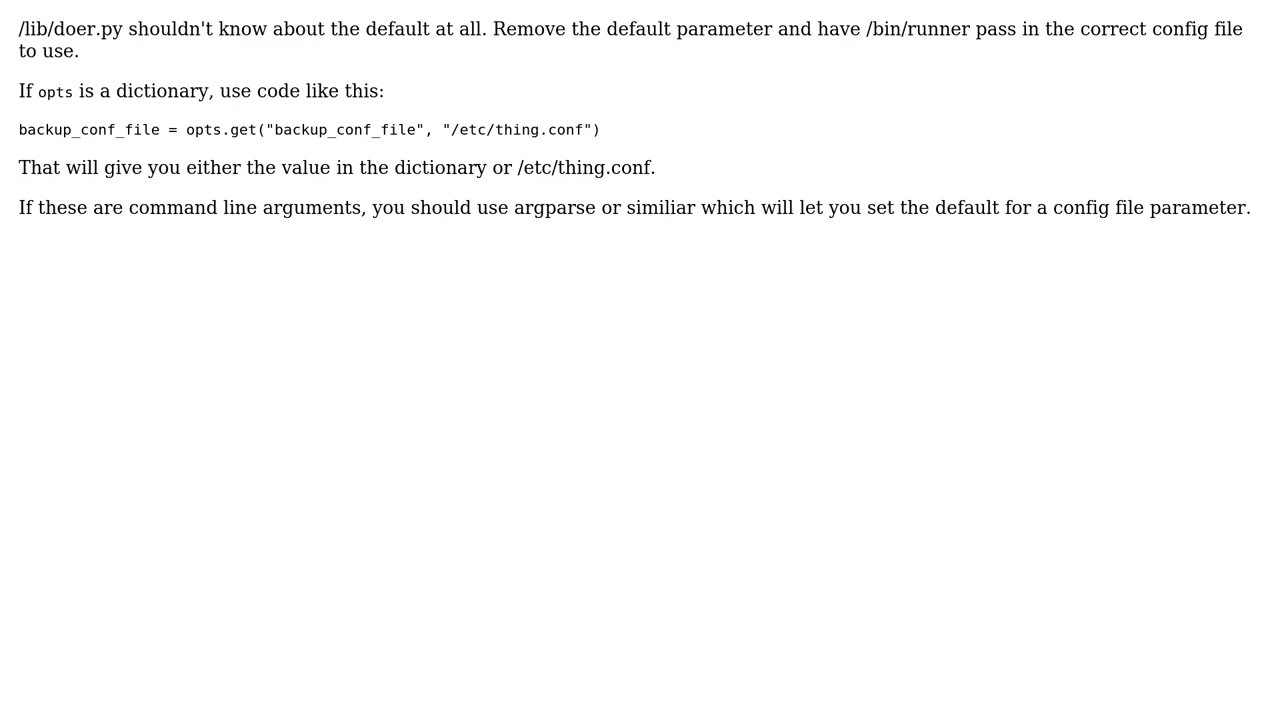 /lib/doer.py shouldn't know about the default at all. Remove the default parameter and have /bin/runner pass in the correct config file
to use.
If opts is a dictionary, use code like this:
backup_conf_file = opts.get("backup_conf_file", "/etc/thing.conf")
That will give you either the value in the dictionary or /etc/thing.conf.
If these are command line arguments, you should use argparse or similiar which will let you set the default for a config file parameter.